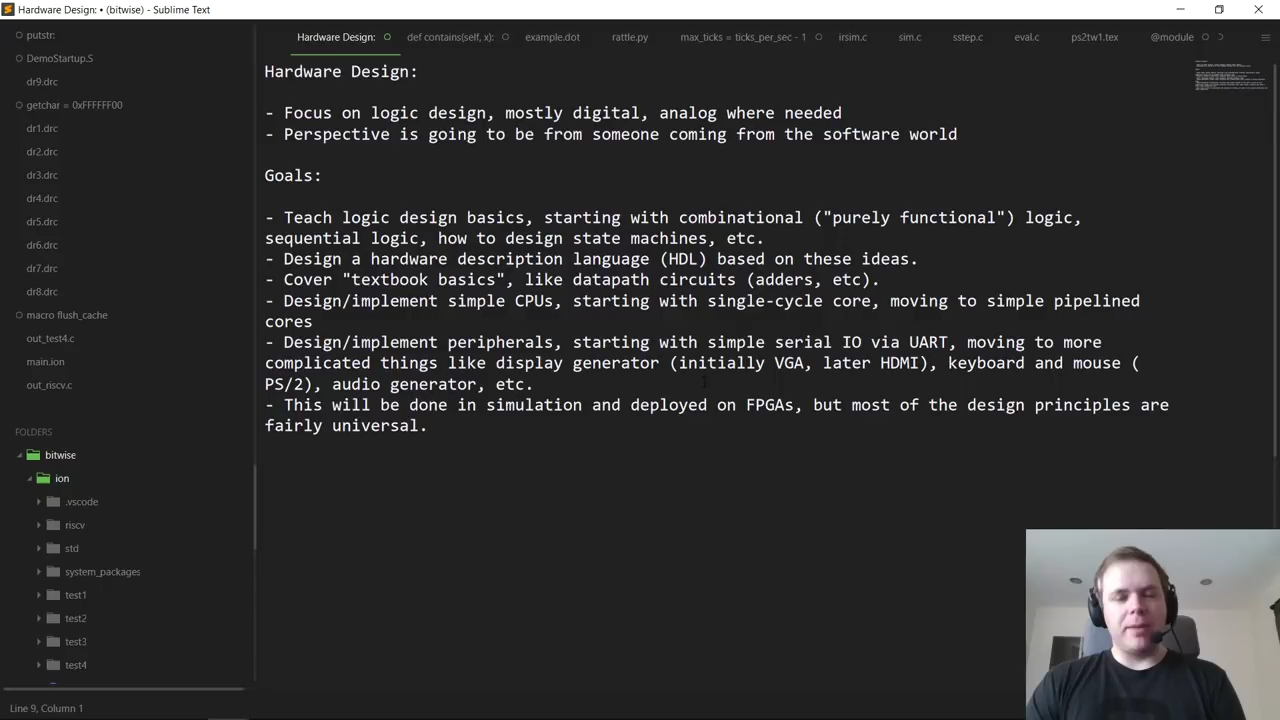 Hardware Design: • (bitwise) - Sublime Text
Hardware Design:
def contains(self, x):
example.dot
rattle.py
max_ticks = ticks_per_sec - 1
irsim.c
sim.c
sstep.c
eval.c
ps2tw1.tex
@module
putstr:
DemoStartup.S
dr9.drc
getchar = 0xFFFFFF00
dr1.drc
dr2.drc
dr3.drc
dr4.drc
dr5.drc
dr6.drc
dr7.drc
dr8.drc
macro flush_cache
out_test4.c
main.ion
out_riscv.c
FOLDERS
bitwise
ion
.vscode
riscv
std
system_packages
test1
test2
test3
test4
Hardware Design:
- Focus on logic design, mostly digital, analog where needed
- Perspective is going to be from someone coming from the software world
Goals:
- Teach logic design basics, starting with combinational ("purely functional") logic,
sequential logic, how to design state machines, etc.
- Design a hardware description language (HDL) based on these ideas.
- Cover "textbook basics", like datapath circuits (adders, etc).
- Design/implement simple CPUs, starting with single-cycle core, moving to simple pipelined
cores
- Design/implement peripherals, starting with simple serial IO via UART, moving to more
complicated things like display generator (initially VGA, later HDMI), keyboard and mouse (
PS/2), audio generator, etc.
- This will be done in simulation and deployed on FPGAs, but most of the design principles are
fairly universal.
Line 9, Column 1